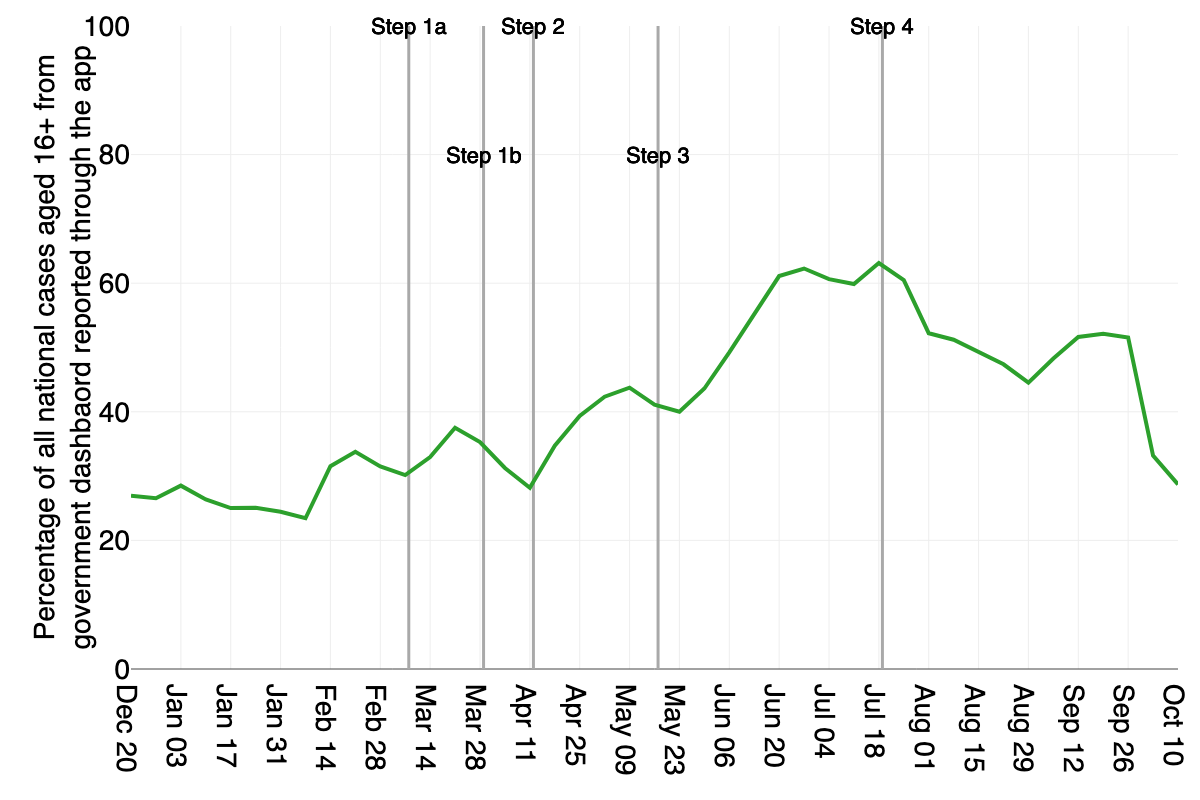 Percentage of all national cases aged 16+ from
government dashbaord reported through the app
100
80
60
40
20
0
Step 1a
Step 2
Step 4
Step 1b
Step 3
Dec 20
Jan 03
Jan 17
Jan 31
Feb 14
Feb 28
Mar 14
Mar 28
Apr 11
Apr 25
May 09
May 23
Jun 06
Jun 20
Jul 04
Jul 18
Aug 01
Aug 15
Aug 29
Sep 12
Sep 26
Oct 10